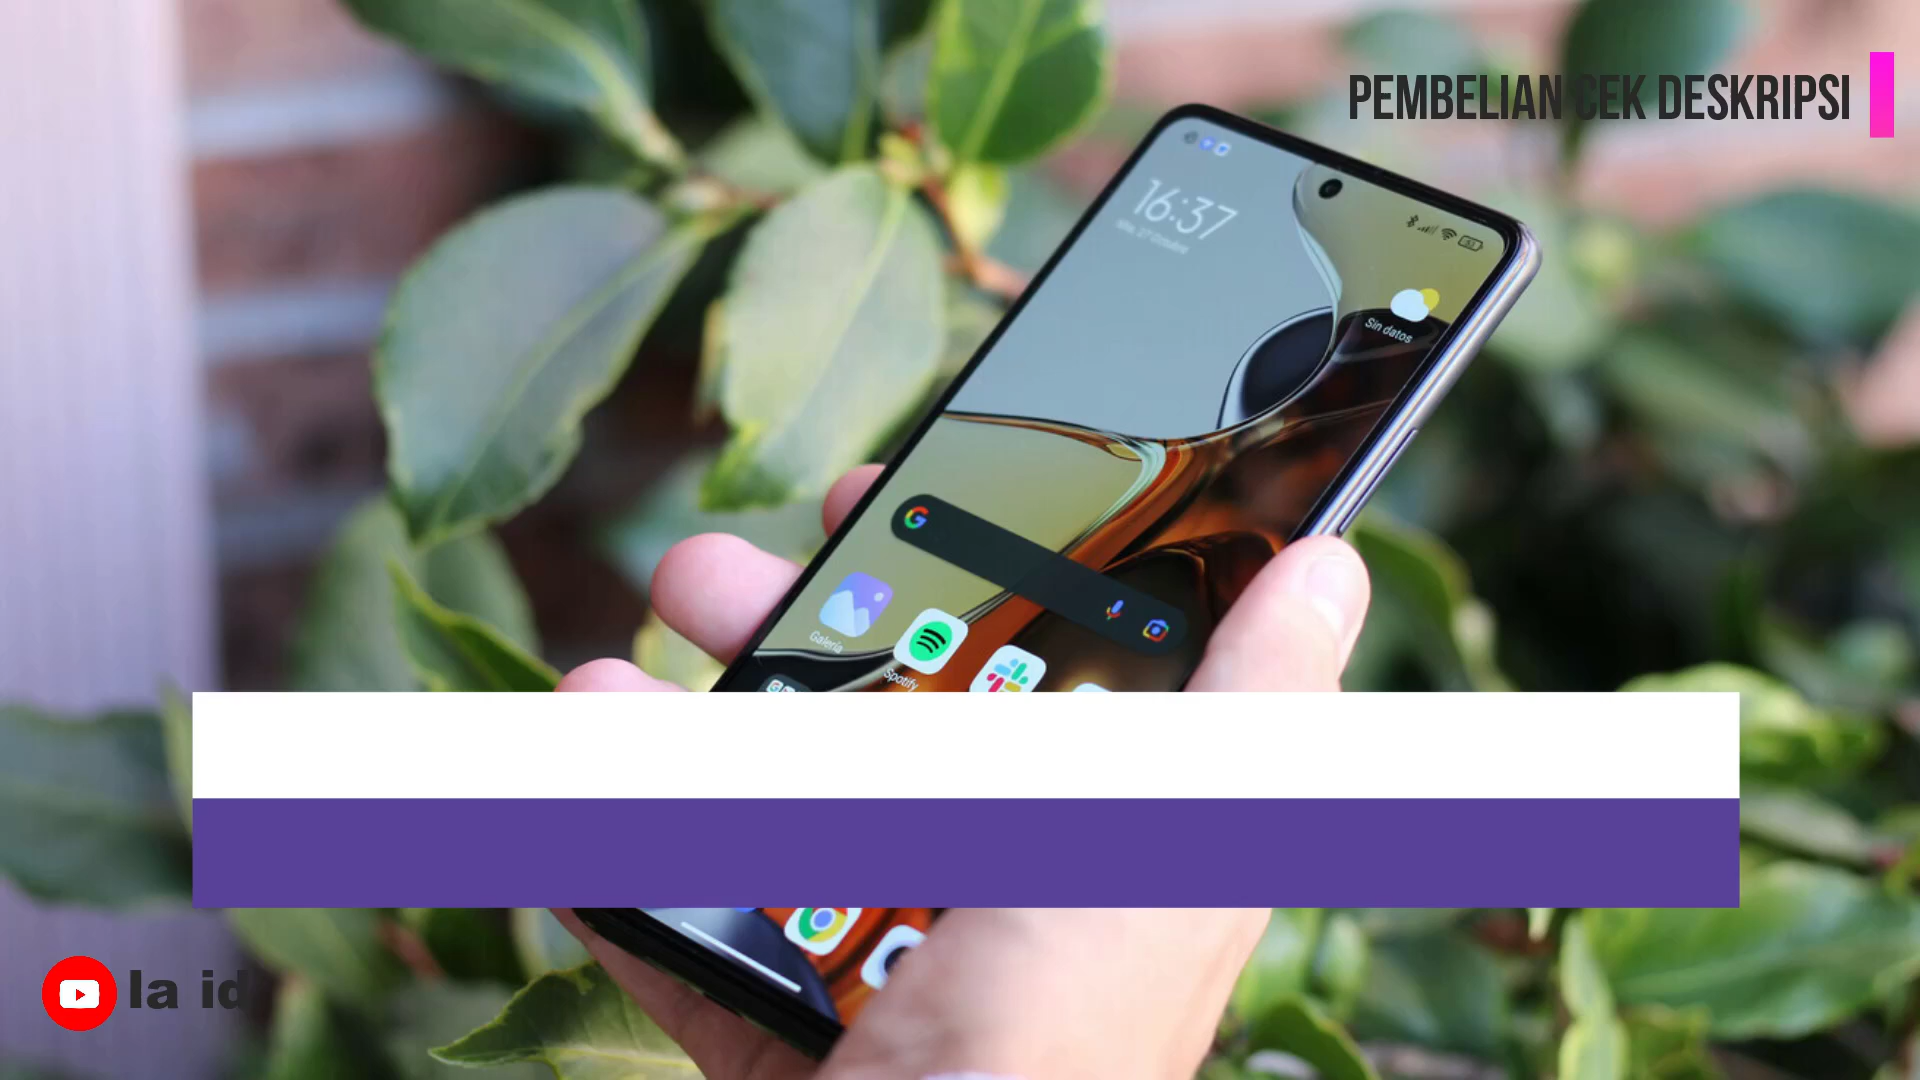 PEMBELIAN CEK DESKRIPSI
16:37
Sin datos
Galería
Spotify
la id